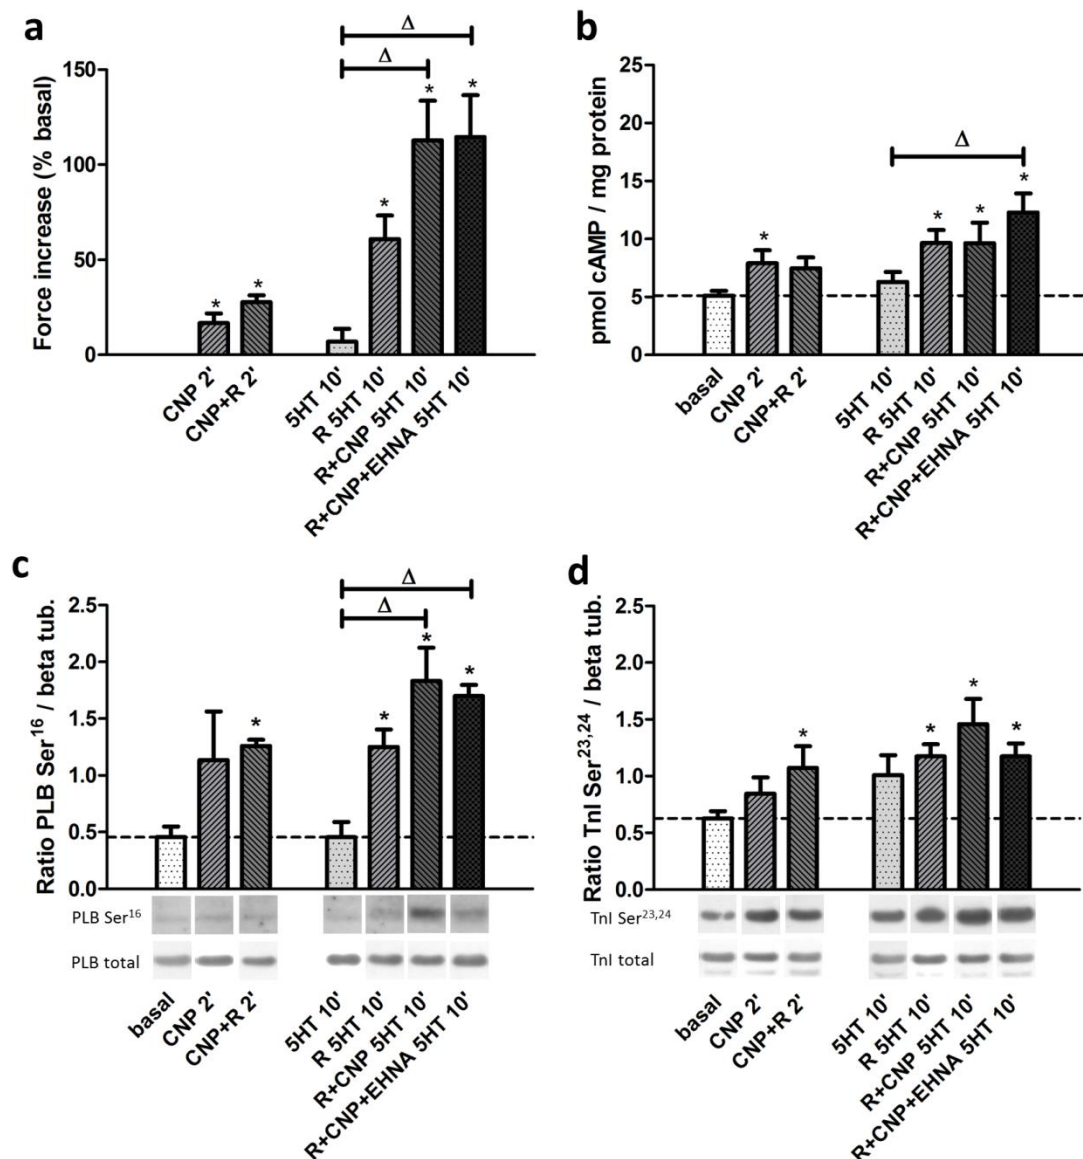 a
Δ
Δ
150
100
50
0
Force increase (% basal)
* * * * *
CNP 2'
CNP+R 2'
5HT 10'
R 5HT 10'
R+CNP 5HT 10'
R+CNP+EHNA 5HT 10'
b
25
20
15
10
5
0
pmol cAMP / mg protein
Δ
* * * *
basal
CNP 2'
CNP+R 2'
5HT 10'
R 5HT 10'
R+CNP 5HT 10'
R+CNP+EHNA 5HT 10'
c
Δ
Δ
2.5
2.0
1.5
1.0
0.5
0.0
Ratio PLB Ser16 / beta tub.
* * * *
PLB Ser16
PLB total
basal
CNP 2'
CNP+R 2'
5HT 10'
R 5HT 10'
R+CNP 5HT 10'
R+CNP+EHNA 5HT 10'
d
2.5
2.0
1.5
1.0
0.5
0.0
Ratio TnI Ser23,24 / beta tub.
* * * *
TnI Ser23,24
TnI total
basal
CNP 2'
CNP+R 2'
5HT 10'
R 5HT 10'
R+CNP 5HT 10'
R+CNP+EHNA 5HT 10'